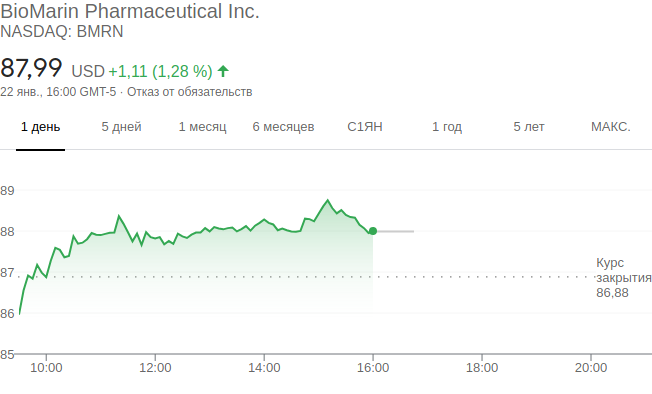 BioMarin Pharmaceutical Inc.
NASDAQ: BMRN
87,99 USD +1,11 (1,28 %)
22 янв., 16:00 GMT-5 · Отказ от обязательств
1 день 5 дней 1 месяц 6 месяцев С1ЯН 1 год 5 лет МАКС.
89
88
87
86
85
Курс
закрытия
86,88
10:00 12:00 14:00 16:00 18:00 20:00